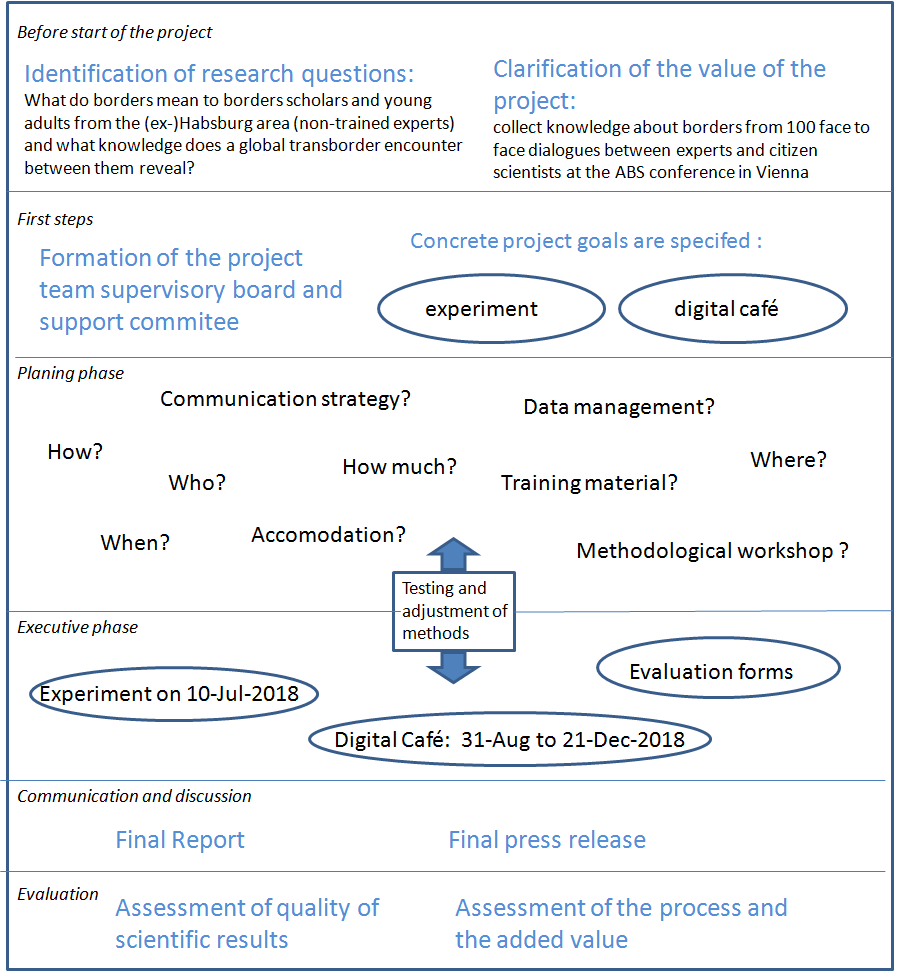 Before start of the project
Identification of research questions:
What do borders mean to borders scholars and young
adults from the (ex-)Habsburg area (non-trained experts)
and what knowledge does a global transborder encounter
between them reveal?
Clarification of the value of the
project:
collect knowledge about borders from 100 face to
face dialogues between experts and citizen
scientists at the ABS conference in Vienna
First steps
Formation of the project
team supervisory board and
support commitee
Concrete project goals are specifed :
experiment
digital café
Planing phase
Communication strategy?
Data management?
How?
Who?
How much?
Training material?
Where?
When?
Accomodation?
Methodological workshop ?
Testing and
adjustment of
methods
Executive phase
Experiment on 10-Jul-2018
Evaluation forms
Digital Café: 31-Aug to 21-Dec-2018
Communication and discussion
Final Report
Final press release
Evaluation
Assessment of quality of
scientific results
Assessment of the process and
the added value